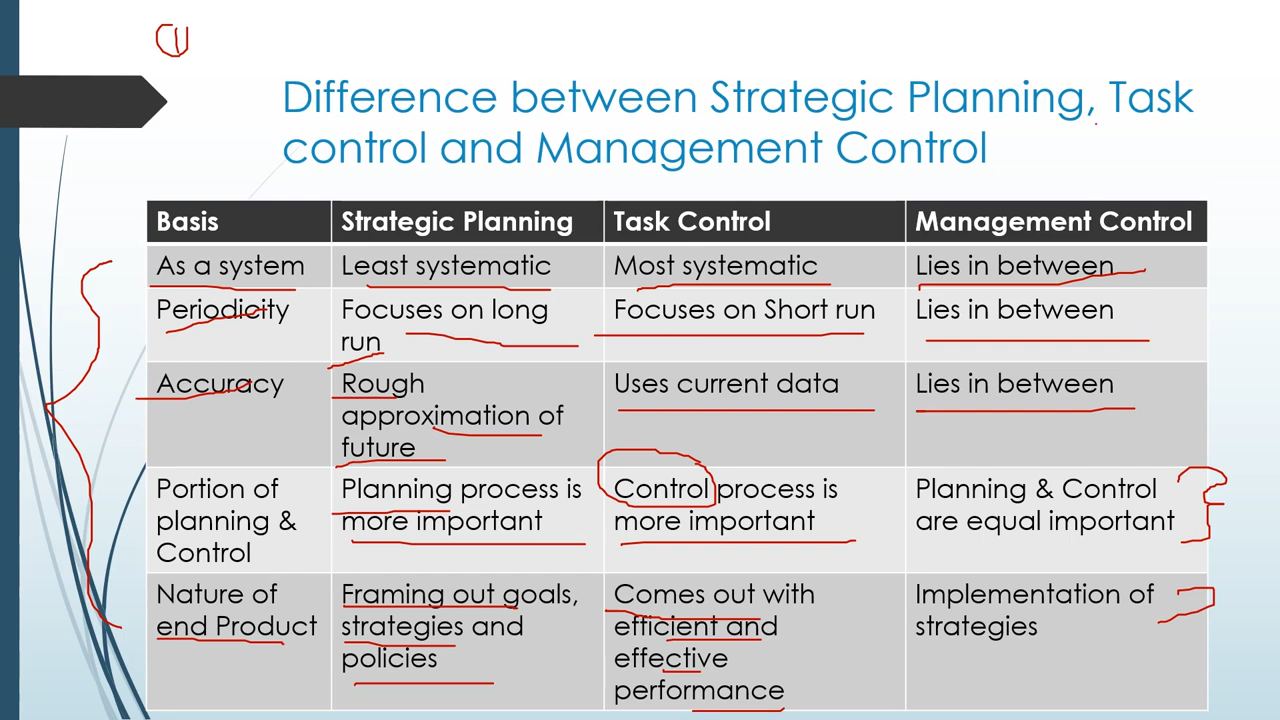 Difference between Strategic Planning, Task
control and Management Control
Basis Strategic Planning Task Control Management Control
As a system Least systematic Most systematic Lies in between
Periodicity Focuses on long Focuses on Short run Lies in between
run
Accuracy Rough Uses current data Lies in between
approximation of
future
Portion of Planning process is Control process is Planning & Control
planning & more important more important are equal important
Control
Nature of Framing out goals, Comes out with Implementation of
end Product strategies and efficient and strategies
policies effective
performance